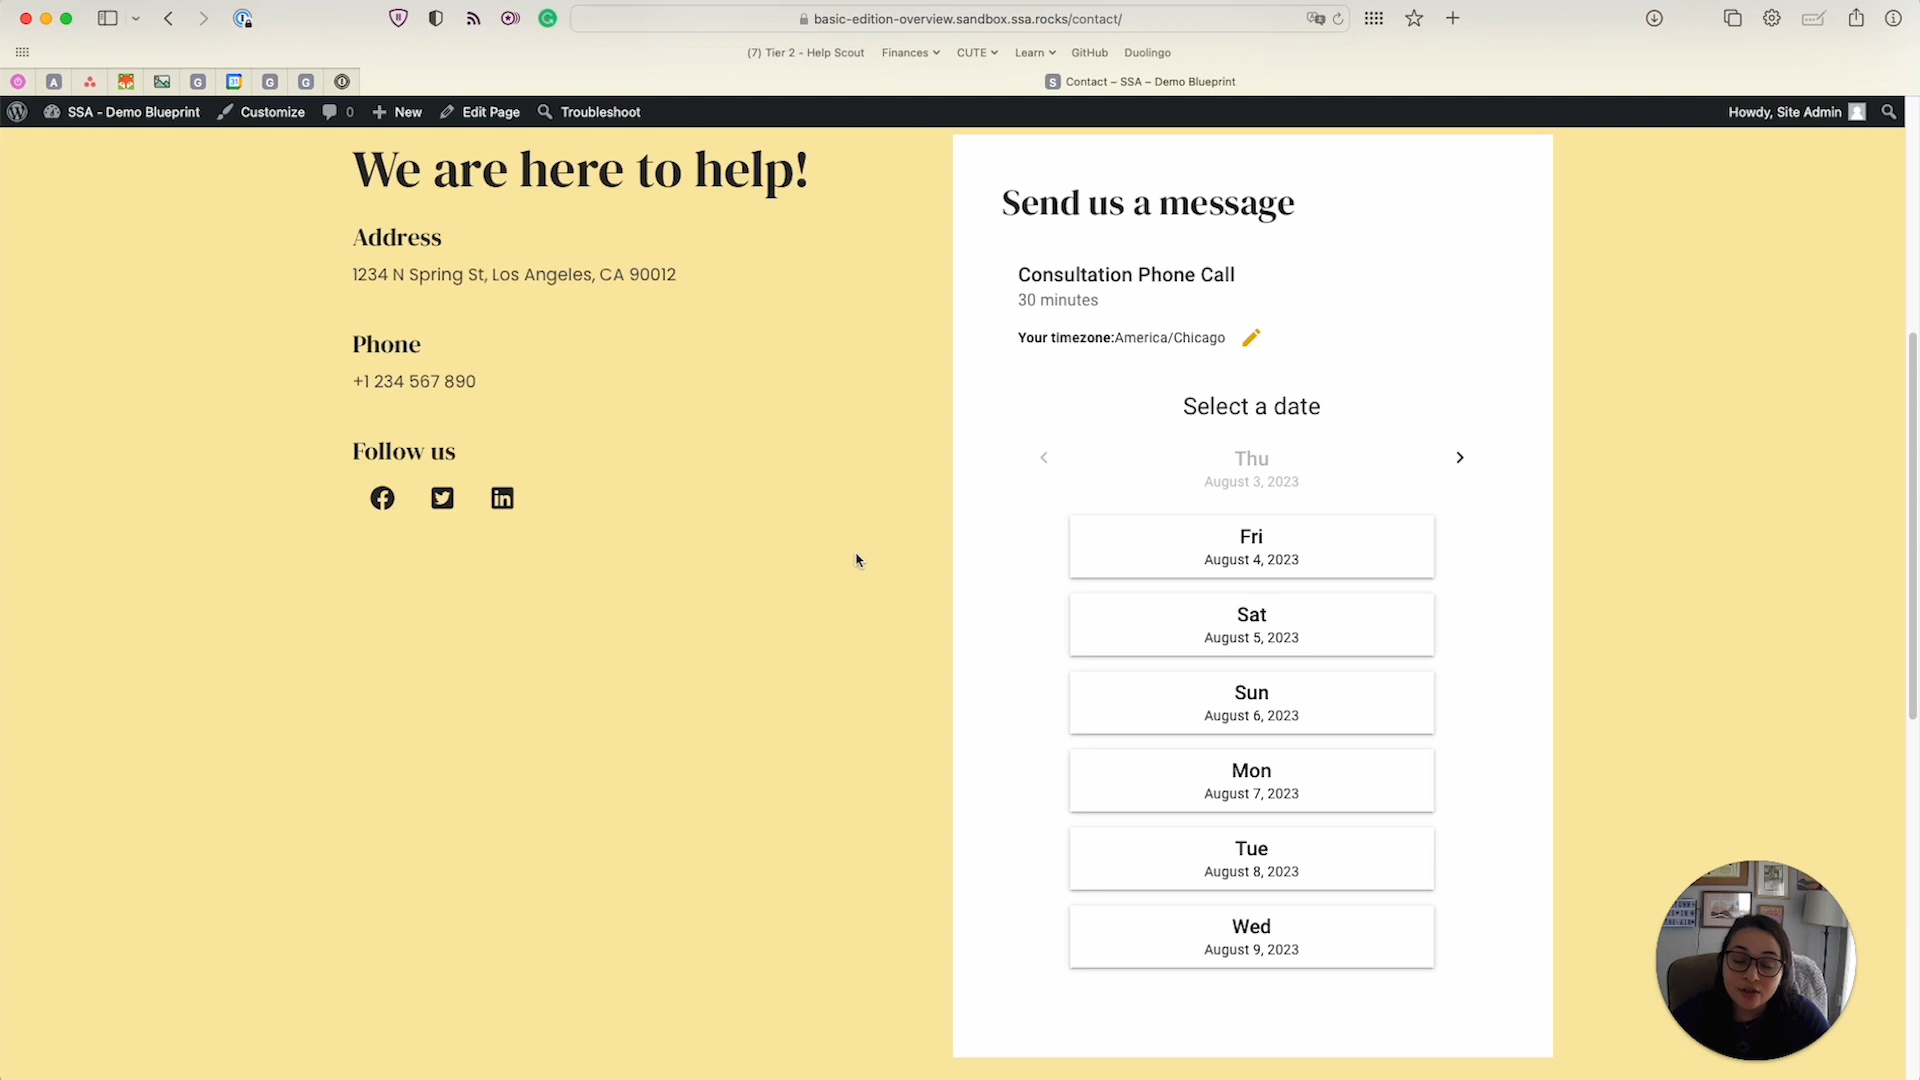 basic-edition-overview.sandbox.ssa.rocks/contact/
(7) Tier 2 - Help Scout
Finances
CUTE
Learn
GitHub
Duolingo
Contact – SSA – Demo Blueprint
SSA - Demo Blueprint
Customize
0
New
Edit Page
Troubleshoot
Howdy, Site Admin
We are here to help!
Address
1234 N Spring St, Los Angeles, CA 90012
Phone
+1 234 567 890
Follow us
Send us a message
Consultation Phone Call
30 minutes
Your timezone:America/Chicago
Select a date
Thu
August 3, 2023
Fri
August 4, 2023
Sat
August 5, 2023
Sun
August 6, 2023
Mon
August 7, 2023
Tue
August 8, 2023
Wed
August 9, 2023